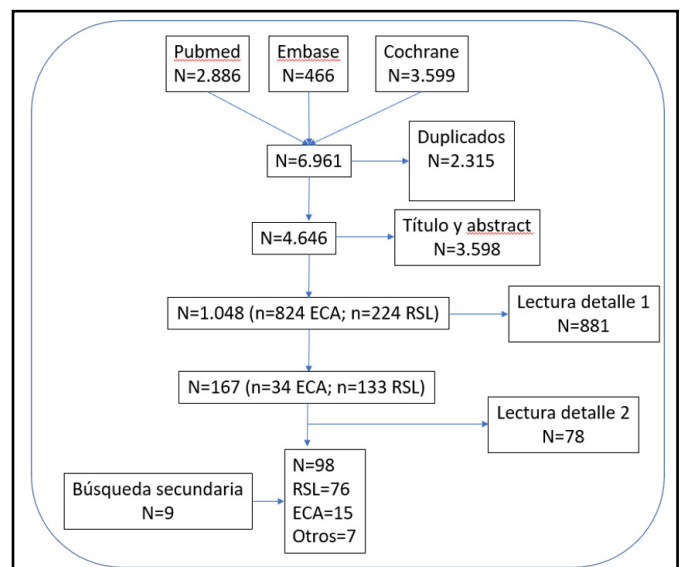 Pubmed
N=2.886
Embase
N=466
Cochrane
N=3.599
N=6.961
Duplicados
N=2.315
N=4.646
Título y abstract
N=3.598
N=1.048 (n=824 ECA; n=224 RSL)
Lectura detalle 1
N=881
N=167 (n=34 ECA; n=133 RSL)
Lectura detalle 2
N=78
Búsqueda secundaria
N=9
N=98
RSL=76
ECA=15
Otros=7